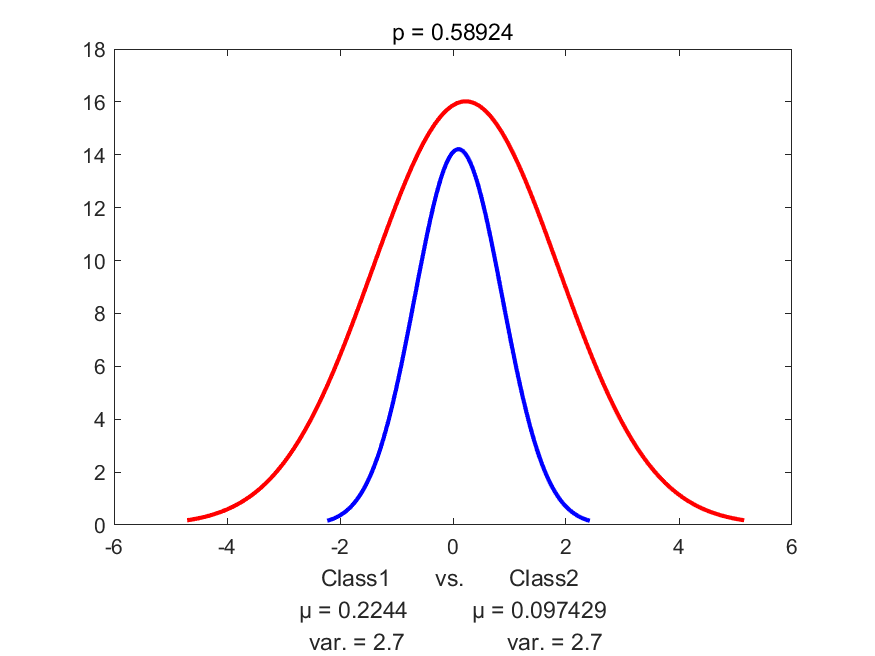 p = 0.58924
18
16
14
12
10
8
6
4
2
0
-6 -4 -2 0 2 4 6
Class1 vs. Class2
μ = 0.2244 μ = 0.097429
var. = 2.7 var. = 2.7